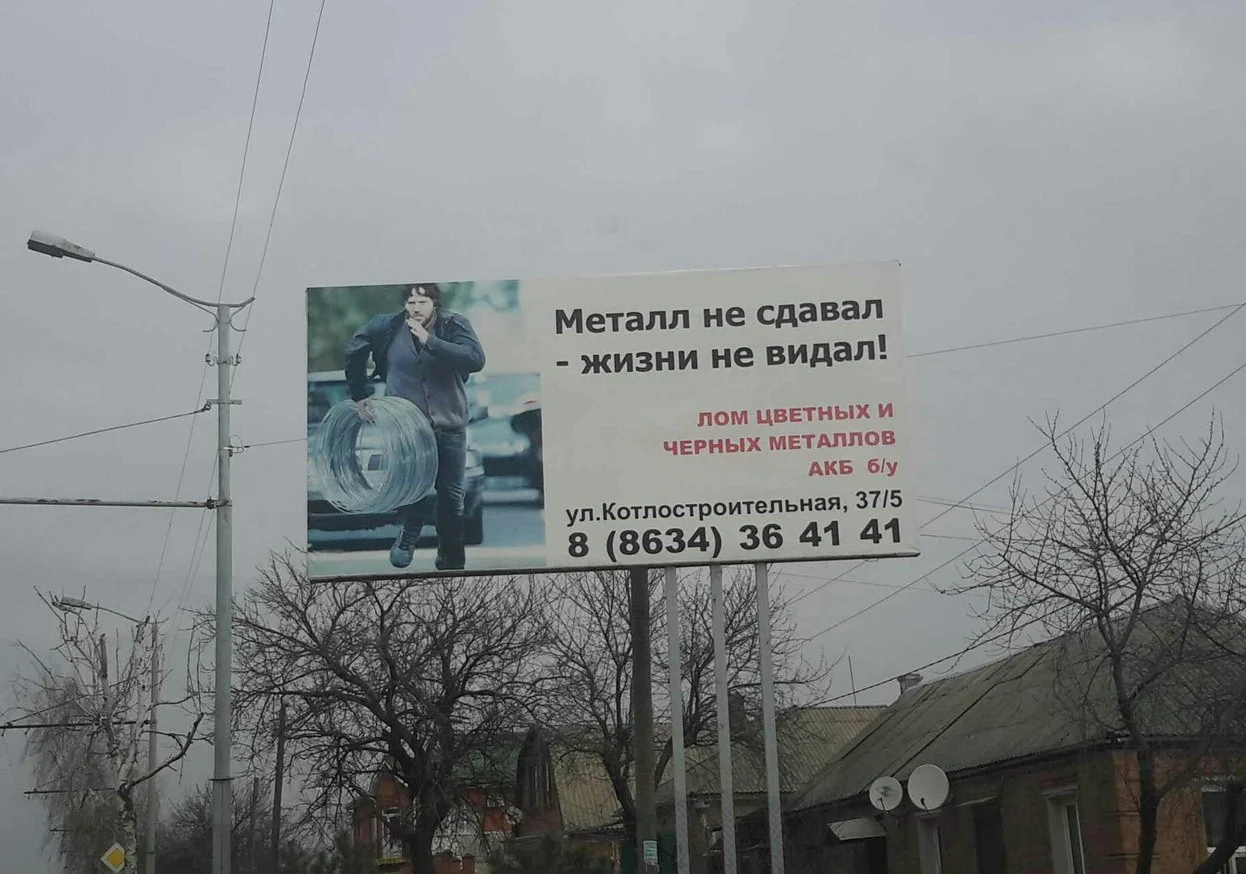 Металл не сдавал
- жизни не видал!
ЛОМ ЦВЕТНЫХ И
ЧЕРНЫХ МЕТАЛЛОВ
АКБ б/у
ул.Котлостроительная, 37/5
8 (8634) 36 41 41